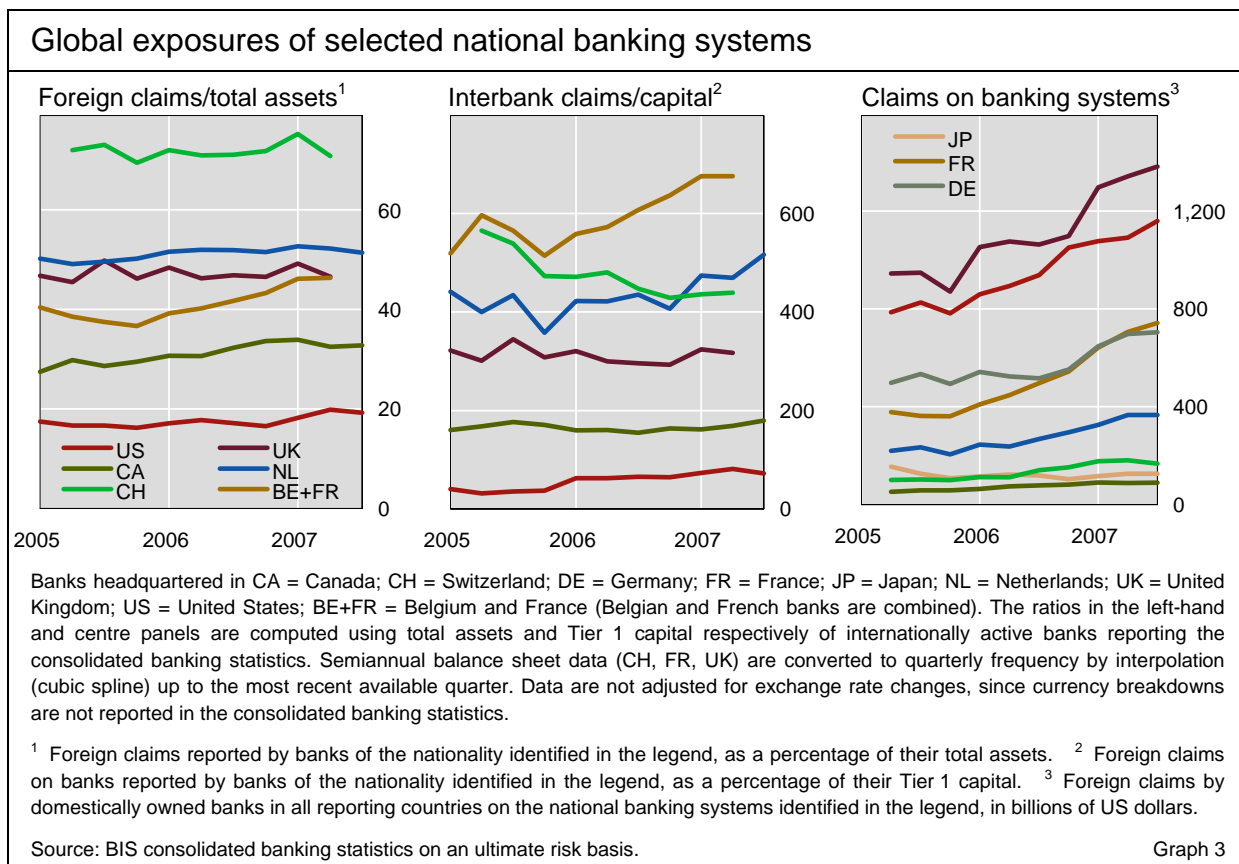 Global exposures of selected national banking systems
Foreign claims/total assets¹
60
40
20
0
US
CA
CH
UK
NL
BE+FR
2005
2006
2007
Interbank claims/capital²
600
400
200
0
2005
2006
2007
Claims on banking systems³
JP
FR
DE
1,200
800
400
0
2005
2006
2007
Banks headquartered in CA = Canada; CH = Switzerland; DE = Germany; FR = France; JP = Japan; NL = Netherlands; UK = United
Kingdom; US = United States; BE+FR = Belgium and France (Belgian and French banks are combined). The ratios in the left-hand
and centre panels are computed using total assets and Tier 1 capital respectively of internationally active banks reporting the
consolidated banking statistics. Semiannual balance sheet data (CH, FR, UK) are converted to quarterly frequency by interpolation
(cubic spline) up to the most recent available quarter. Data are not adjusted for exchange rate changes, since currency breakdowns
are not reported in the consolidated banking statistics.
¹ Foreign claims reported by banks of the nationality identified in the legend, as a percentage of their total assets. ² Foreign claims
on banks reported by banks of the nationality identified in the legend, as a percentage of their Tier 1 capital. ³ Foreign claims by
domestically owned banks in all reporting countries on the national banking systems identified in the legend, in billions of US dollars.
Source: BIS consolidated banking statistics on an ultimate risk basis.
Graph 3